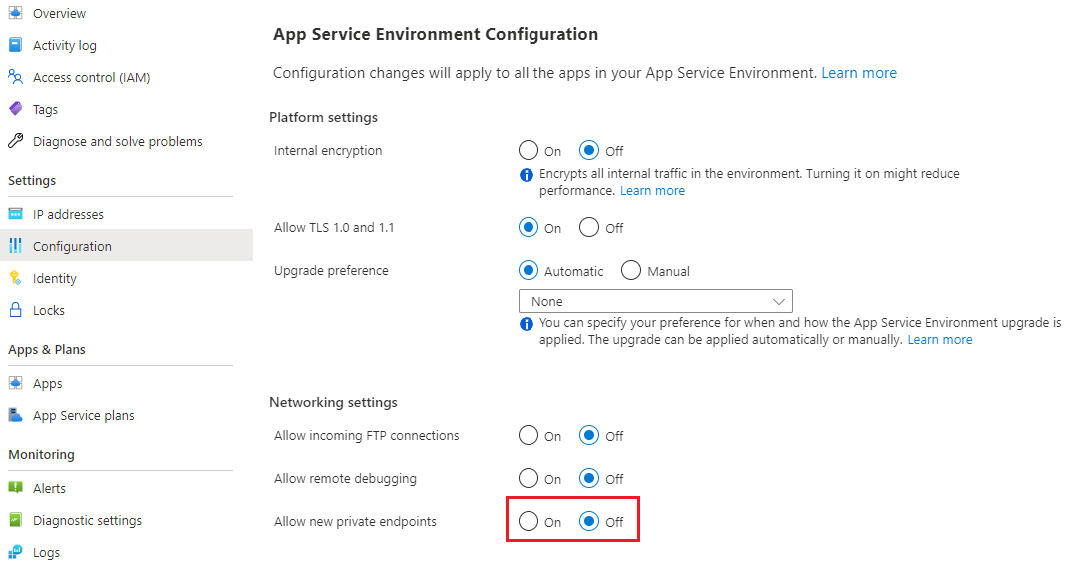 Overview
Activity log
Access control (IAM)
Tags
Diagnose and solve problems
Settings
IP addresses
Configuration
Identity
Locks
Apps & Plans
Apps
App Service plans
Monitoring
Alerts
Diagnostic settings
Logs
App Service Environment Configuration
Configuration changes will apply to all the apps in your App Service Environment. Learn more
Platform settings
Internal encryption On Off
Encrypts all internal traffic in the environment. Turning it on might reduce
performance. Learn more
Allow TLS 1.0 and 1.1 On Off
Upgrade preference Automatic Manual
None
You can specify your preference for when and how the App Service Environment upgrade is
applied. The upgrade can be applied automatically or manually. Learn more
Networking settings
Allow incoming FTP connections On Off
Allow remote debugging On Off
Allow new private endpoints On Off